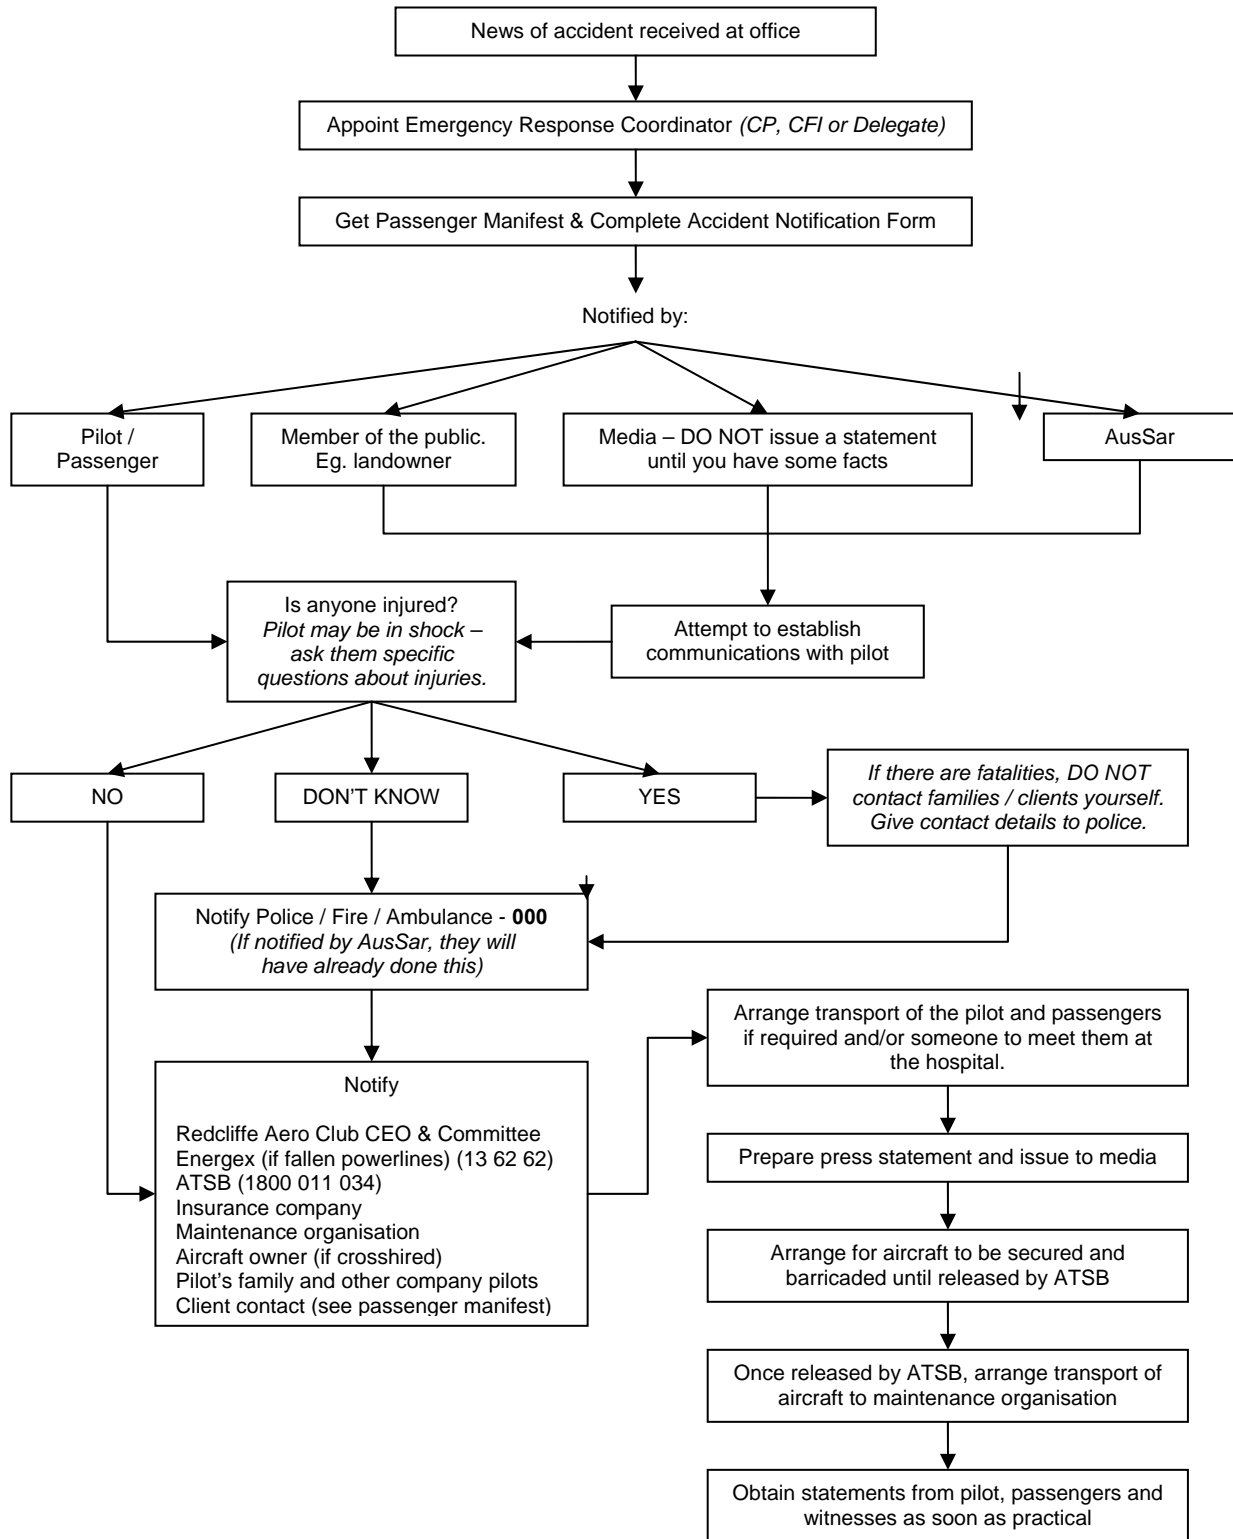 News of accident received at office
Appoint Emergency Response Coordinator (CP, CFI or Delegate)
Get Passenger Manifest & Complete Accident Notification Form
Notified by:
Pilot /
Passenger
Member of the public.
Eg. landowner
Media – DO NOT issue a statement
until you have some facts
AusSar
Is anyone injured?
Pilot may be in shock –
ask them specific
questions about injuries.
Attempt to establish
communications with pilot
NO
DON'T KNOW
YES
If there are fatalities, DO NOT
contact families / clients yourself.
Give contact details to police.
Notify Police / Fire / Ambulance - 000
(If notified by AusSar, they will
have already done this)
Notify
Redcliffe Aero Club CEO & Committee
Energex (if fallen powerlines) (13 62 62)
ATSB (1800 011 034)
Insurance company
Maintenance organisation
Aircraft owner (if crosshired)
Pilot's family and other company pilots
Client contact (see passenger manifest)
Arrange transport of the pilot and passengers
if required and/or someone to meet them at
the hospital.
Prepare press statement and issue to media
Arrange for aircraft to be secured and
barricaded until released by ATSB
Once released by ATSB, arrange transport of
aircraft to maintenance organisation
Obtain statements from pilot, passengers and
witnesses as soon as practical